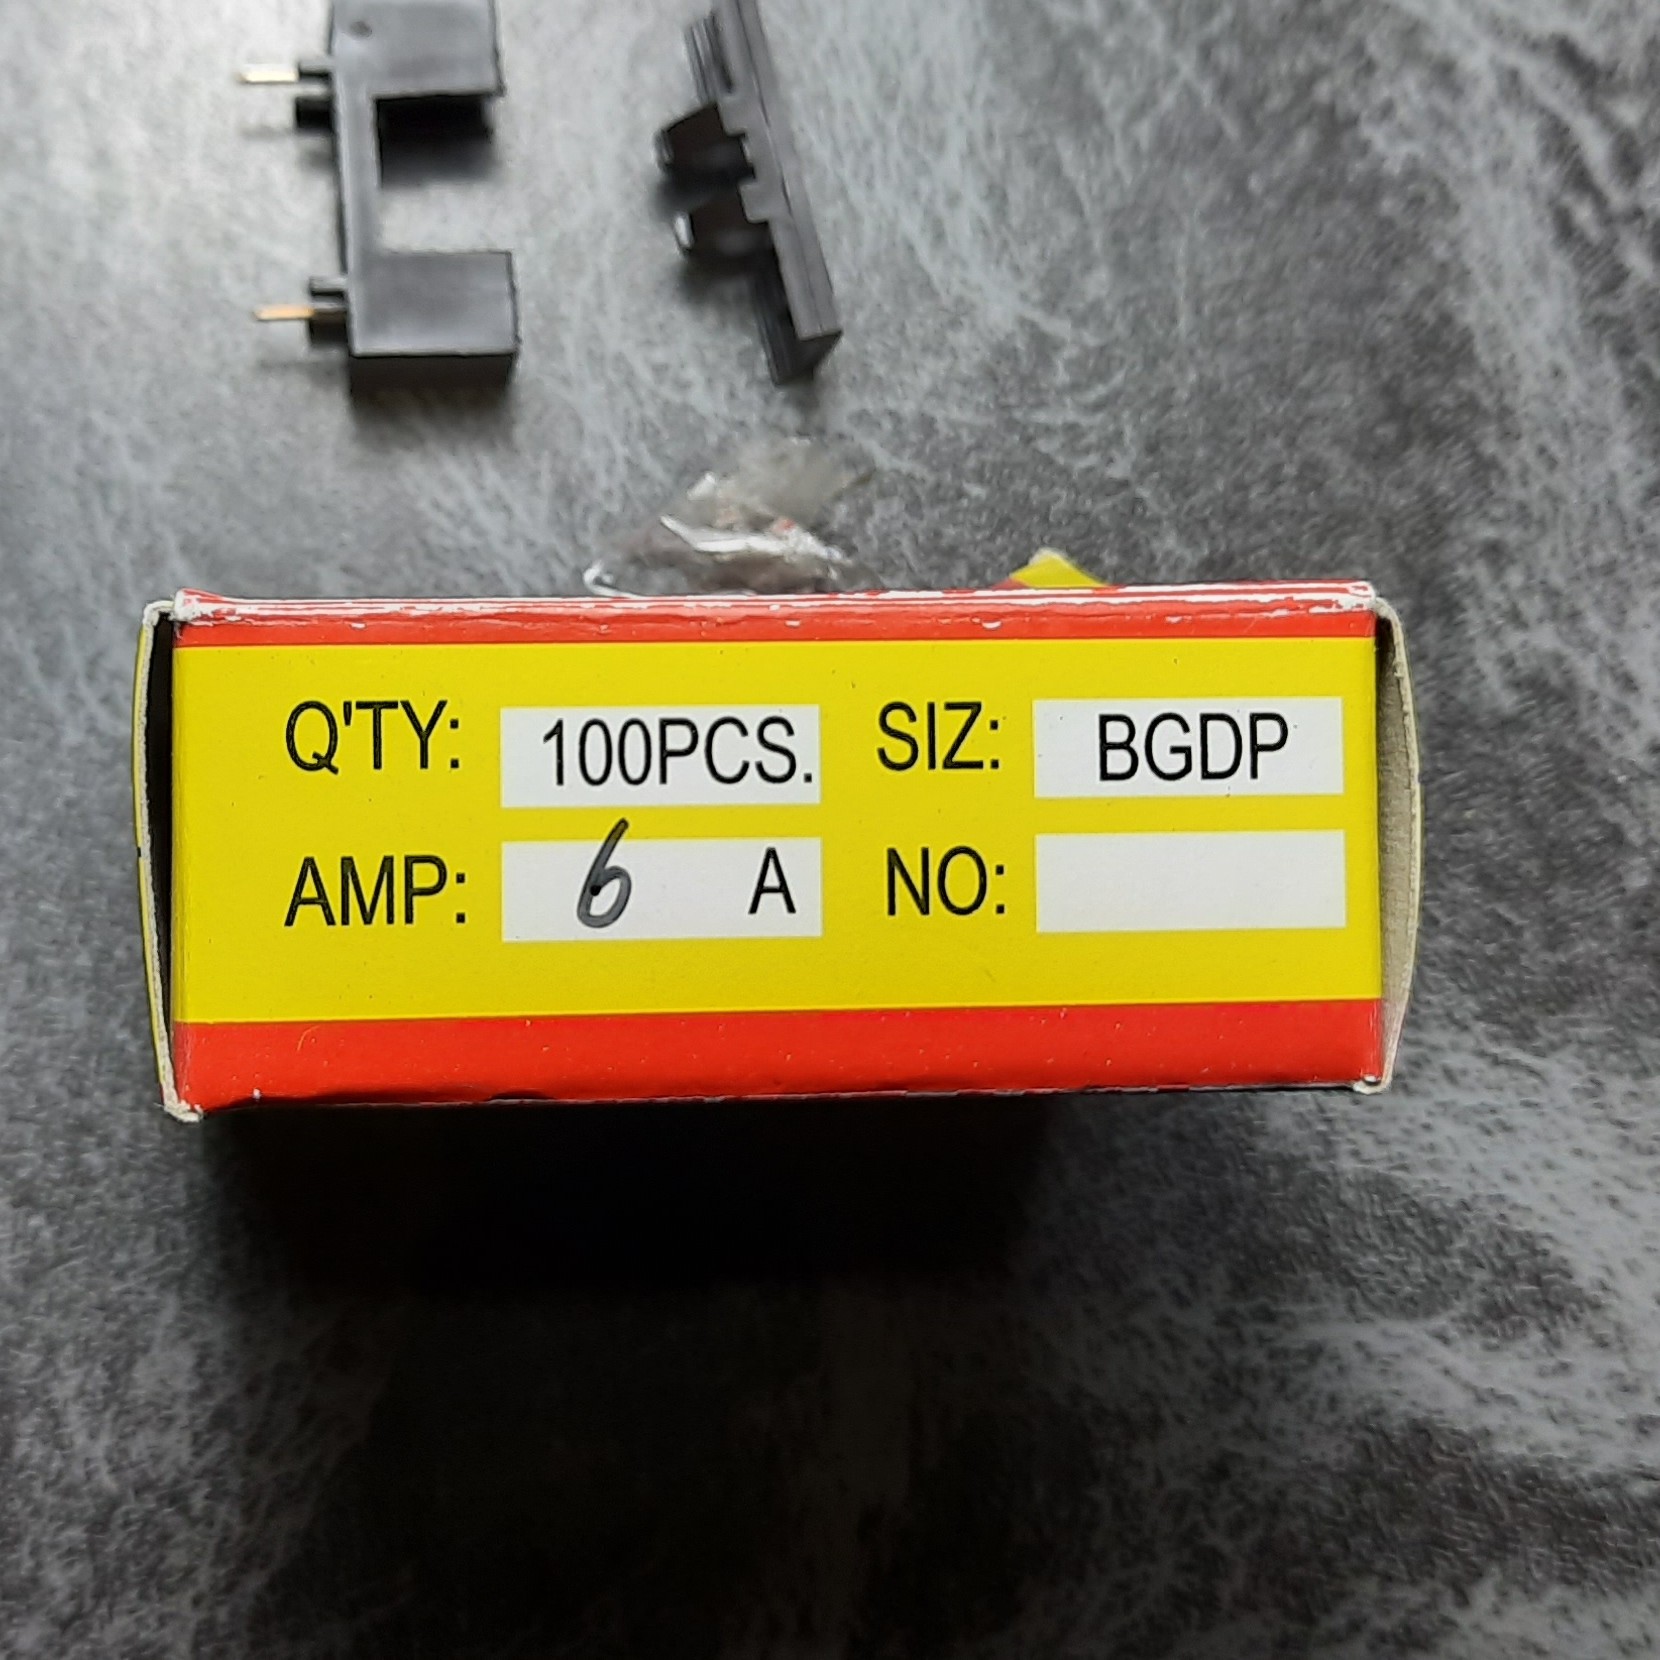 Q'TY: 100PCS. SIZ: BGDP
AMP: 6 A NO: